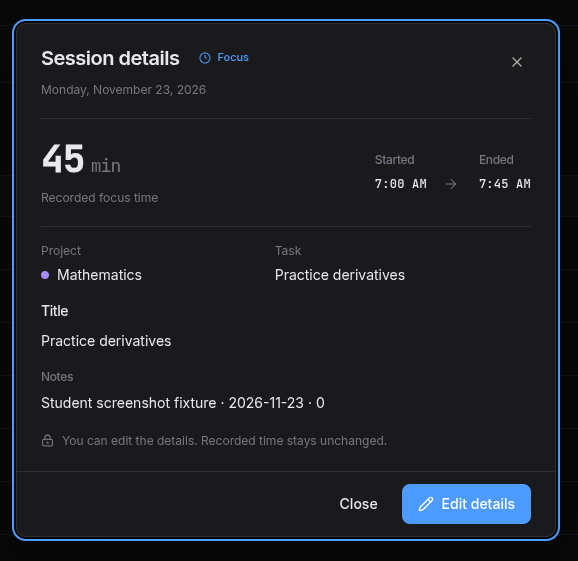 Session details Focus
Monday, November 23, 2026
45 min
Recorded focus time
Started Ended
7:00 AM → 7:45 AM
Project Task
Mathematics Practice derivatives
Title
Practice derivatives
Notes
Student screenshot fixture · 2026-11-23 · 0
You can edit the details. Recorded time stays unchanged.
Close Edit details